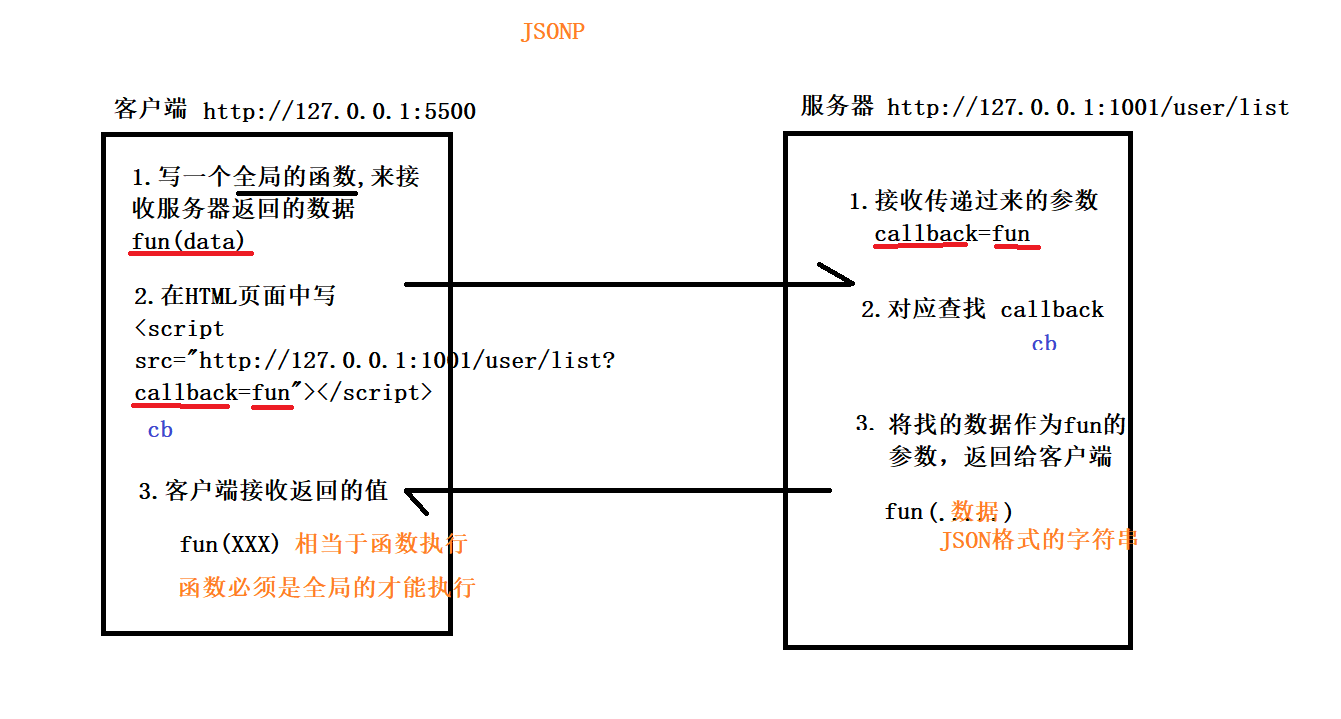 JSONP
客户端 http://127.0.0.1:5500
1.写一个全局的函数,来接
收服务器返回的数据
fun(data)
2.在HTML页面中写
<script
src="http://127.0.0.1:1001/user/list?
callback=fun"></script>
cb
3.客户端接收返回的值
fun(XXX) 相当于函数执行
函数必须是全局的才能执行
服务器 http://127.0.0.1:1001/user/list
1.接收传递过来的参数
callback=fun
2.对应查找 callback
cb
3. 将找的数据作为fun的
参数，返回给客户端
fun(.数据.)
JSON格式的字符串